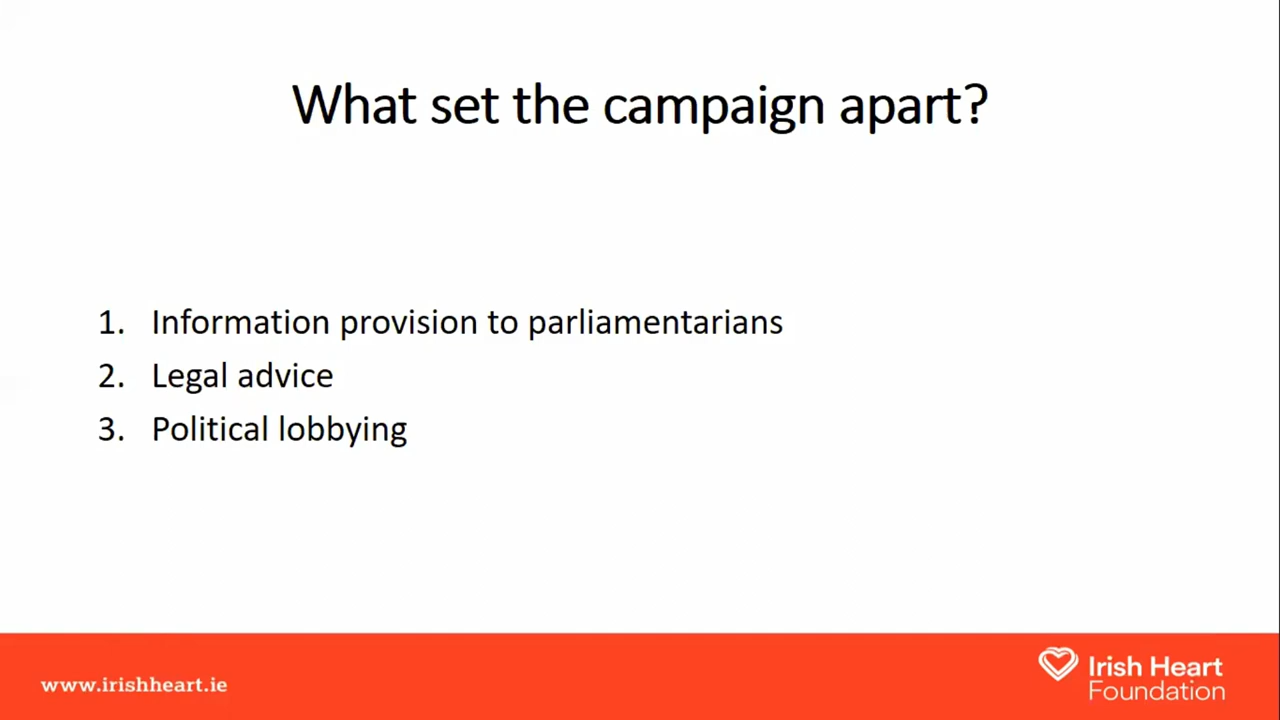 What set the campaign apart?
1. Information provision to parliamentarians
2. Legal advice
3. Political lobbying
www.irishheart.ie
Irish Heart
Foundation